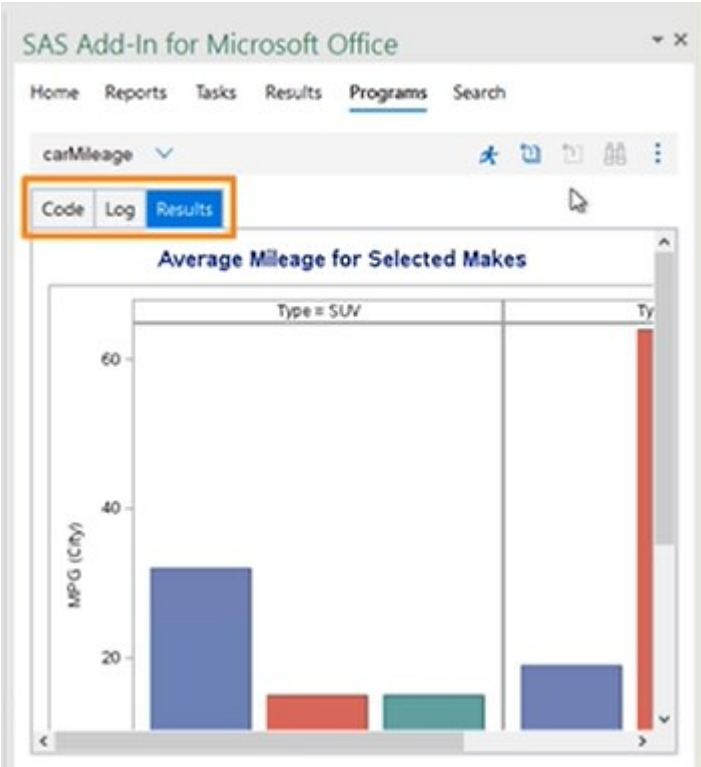 SAS Add-In for Microsoft Office
Home Reports Tasks Results Programs Search
carMileage
Code Log Results
Average Mileage for Selected Makes
Type = SUV Ty
60
40
MPG (City)
20